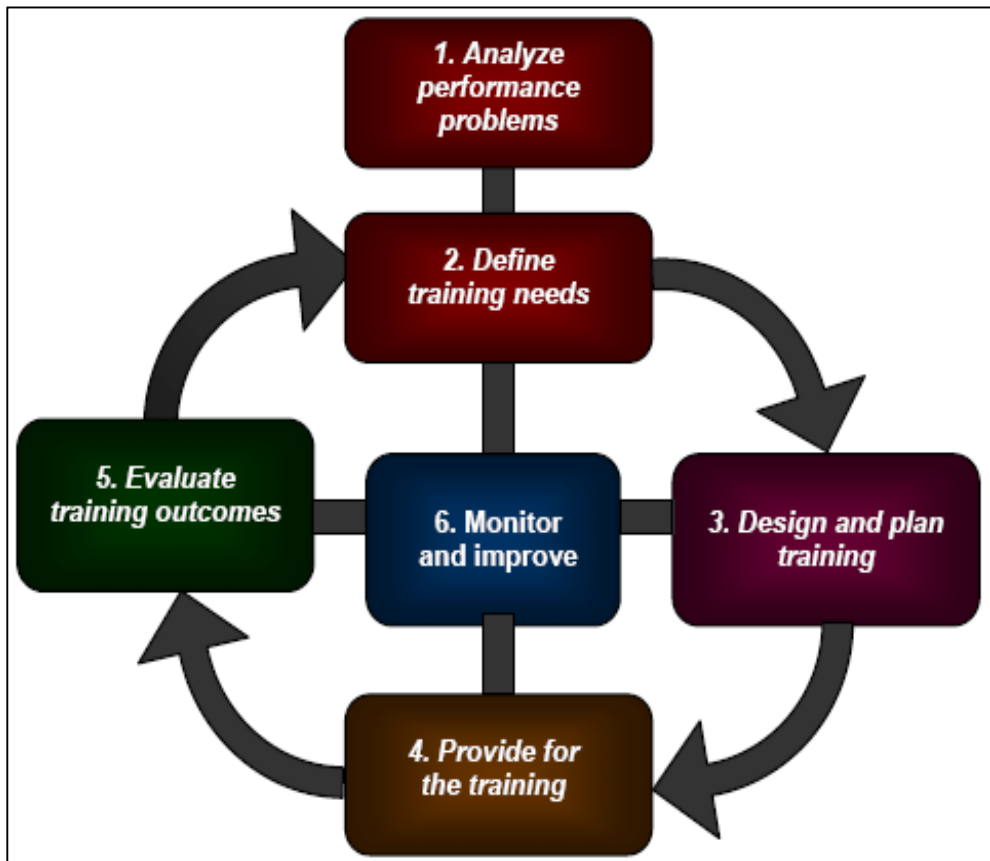 1. Analyze
performance
problems
2. Define
training needs
3. Design and plan
training
4. Provide for
the training
5. Evaluate
training outcomes
6. Monitor
and improve